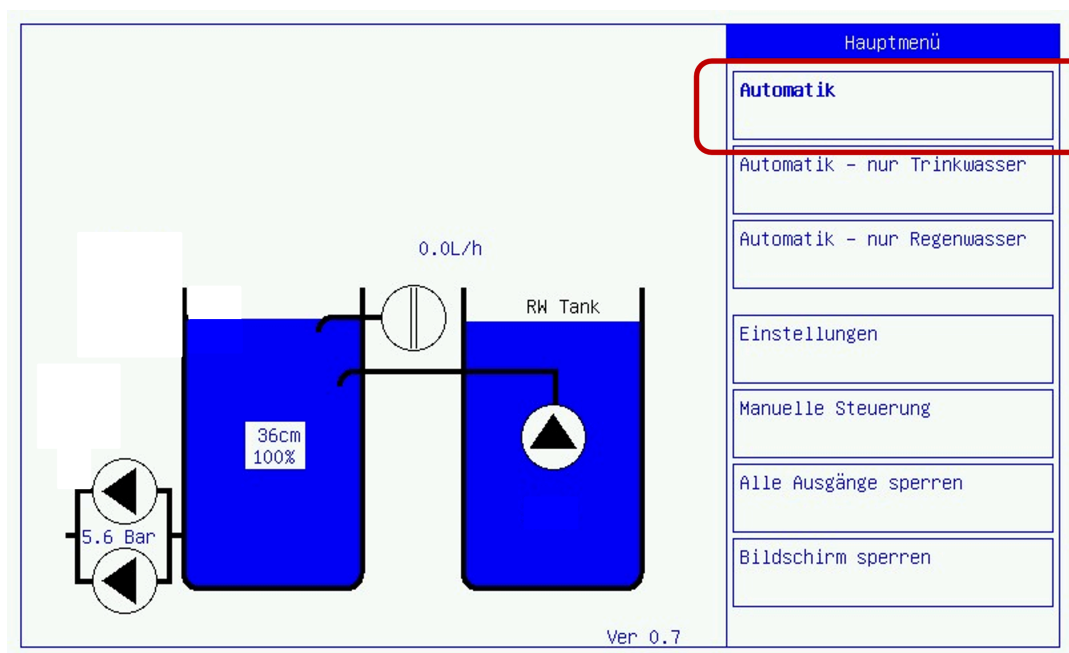 Hauptmenü
Automatik
Automatik - nur Trinkwasser
Automatik - nur Regenwasser
Einstellungen
Manuelle Steuerung
Alle Ausgänge sperren
Bildschirm sperren
0.0L/h
RW Tank
36cm
100%
5.6 Bar
Ver 0.7